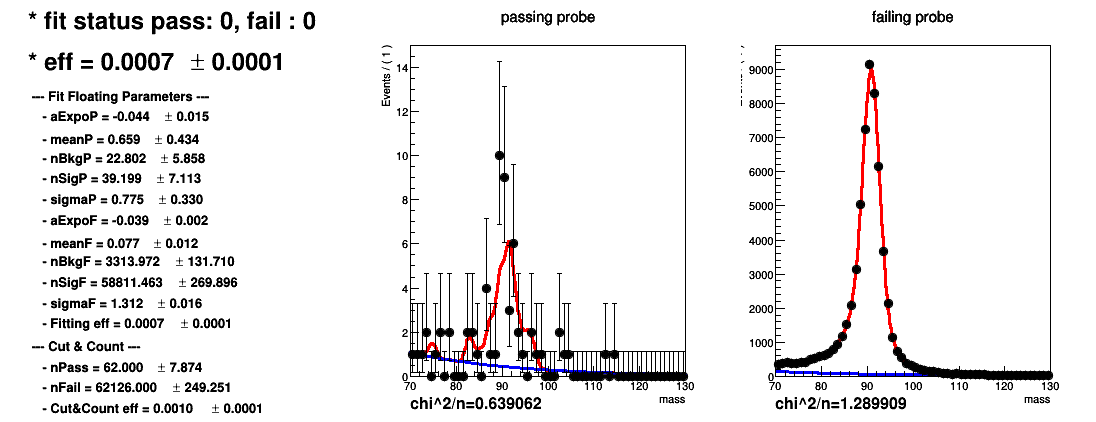 * fit status pass: 0, fail : 0
* eff = 0.0007 ± 0.0001
--- Fit Floating Parameters ---
- aExpoP = -0.044 ± 0.015
- meanP = 0.659 ± 0.434
- nBkgP = 22.802 ± 5.858
- nSigP = 39.199 ± 7.113
- sigmaP = 0.775 ± 0.330
- aExpoF = -0.039 ± 0.002
- meanF = 0.077 ± 0.012
- nBkgF = 3313.972 ± 131.710
- nSigF = 58811.463 ± 269.896
- sigmaF = 1.312 ± 0.016
- Fitting eff = 0.0007 ± 0.0001
--- Cut & Count ---
- nPass = 62.000 ± 7.874
- nFail = 62126.000 ± 249.251
- Cut&Count eff = 0.0010 ± 0.0001
passing probe
Events / ( 1 )
14
12
10
8
6
4
2
0
70 80 90 100 110 120 130
mass
chi^2/n=0.639062
failing probe
9000
8000
7000
6000
5000
4000
3000
2000
1000
0
70 80 90 100 110 120 130
mass
chi^2/n=1.289909